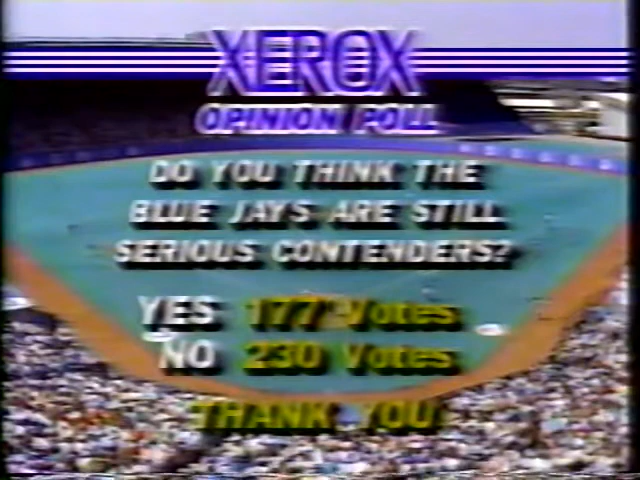 XEROX
OPINION POLL
DO YOU THINK THE
BLUE JAYS ARE STILL
SERIOUS CONTENDERS?
YES 177 Votes
NO 230 Votes
THANK YOU